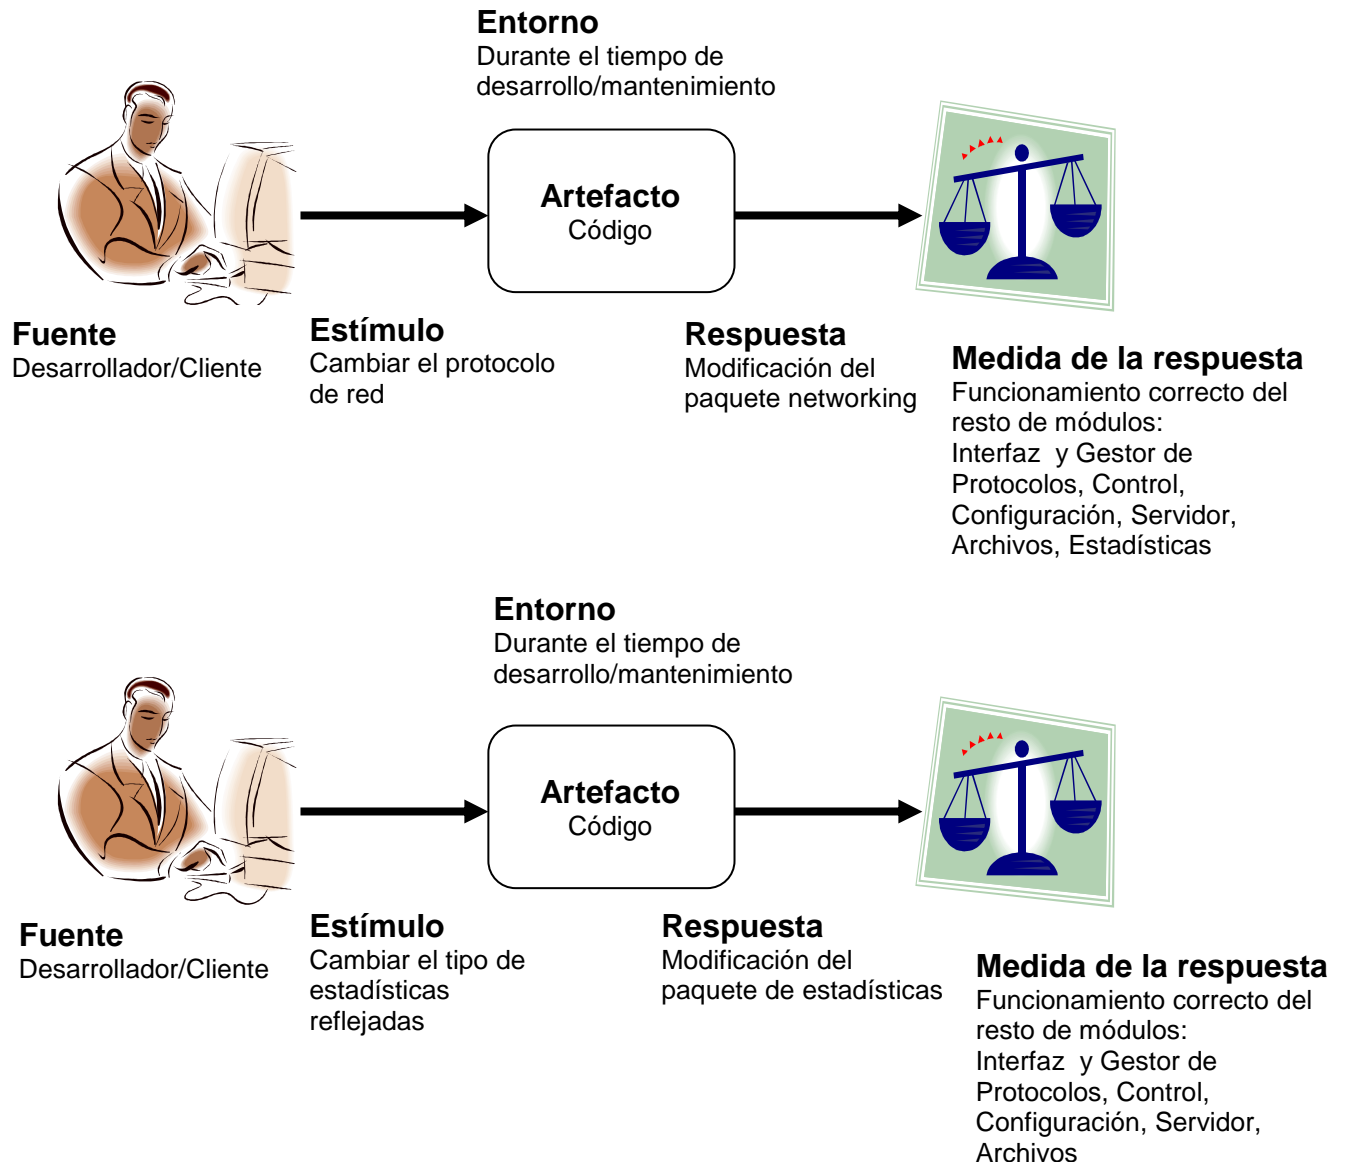 Entorno
Durante el tiempo de
desarrollo/mantenimiento
Artefacto
Código
Fuente
Desarrollador/Cliente
Estímulo
Cambiar el protocolo
de red
Respuesta
Modificación del
paquete networking
Medida de la respuesta
Funcionamiento correcto del
resto de módulos:
Interfaz y Gestor de
Protocolos, Control,
Configuración, Servidor,
Archivos, Estadísticas
Entorno
Durante el tiempo de
desarrollo/mantenimiento
Artefacto
Código
Fuente
Desarrollador/Cliente
Estímulo
Cambiar el tipo de
estadísticas
reflejadas
Respuesta
Modificación del
paquete de estadísticas
Medida de la respuesta
Funcionamiento correcto del
resto de módulos:
Interfaz y Gestor de
Protocolos, Control,
Configuración, Servidor,
Archivos